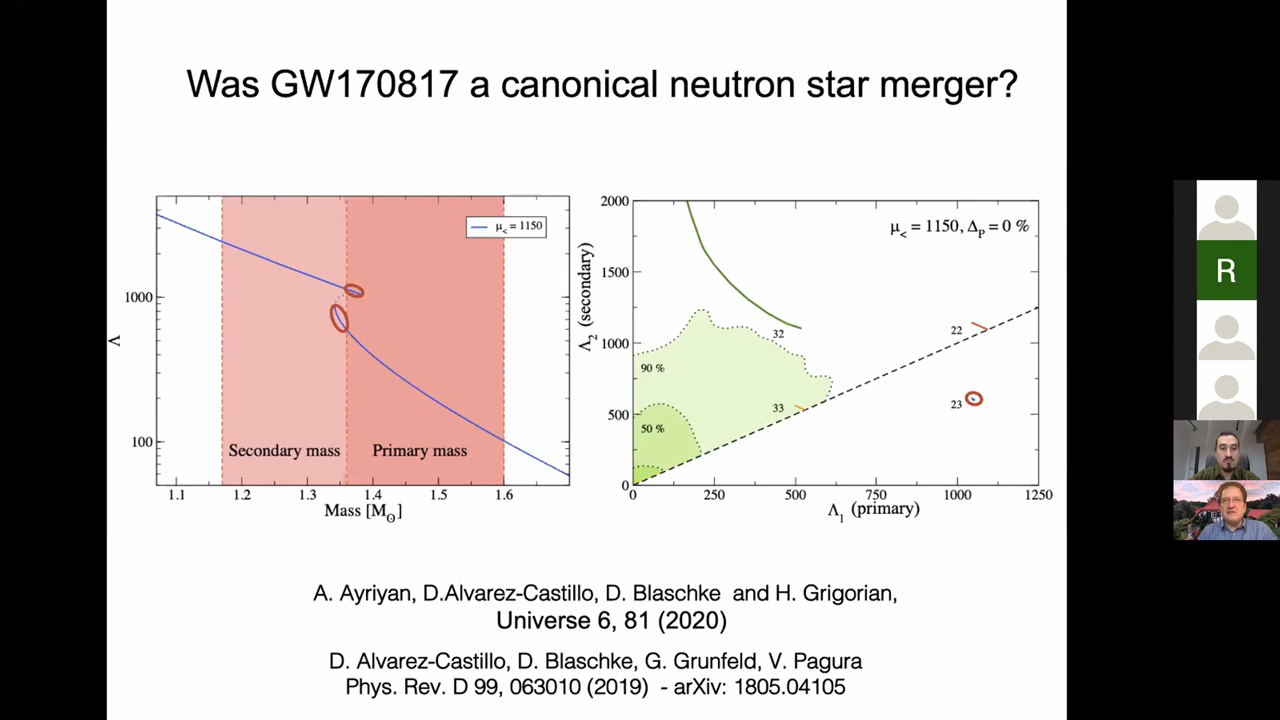 Was GW170817 a canonical neutron star merger?
μ< = 1150
1000
100
Λ
Secondary mass
Primary mass
1.1 1.2 1.3 1.4 1.5 1.6
Mass [M⊙]
2000
1500
1000
500
0
Λ2 (secondary)
μ< = 1150, ΔP = 0 %
32
22
90 %
33
23
50 %
0 250 500 750 1000 1250
Λ1 (primary)
R
A. Ayriyan, D.Alvarez-Castillo, D. Blaschke and H. Grigorian,
Universe 6, 81 (2020)
D. Alvarez-Castillo, D. Blaschke, G. Grunfeld, V. Pagura
Phys. Rev. D 99, 063010 (2019) - arXiv: 1805.04105